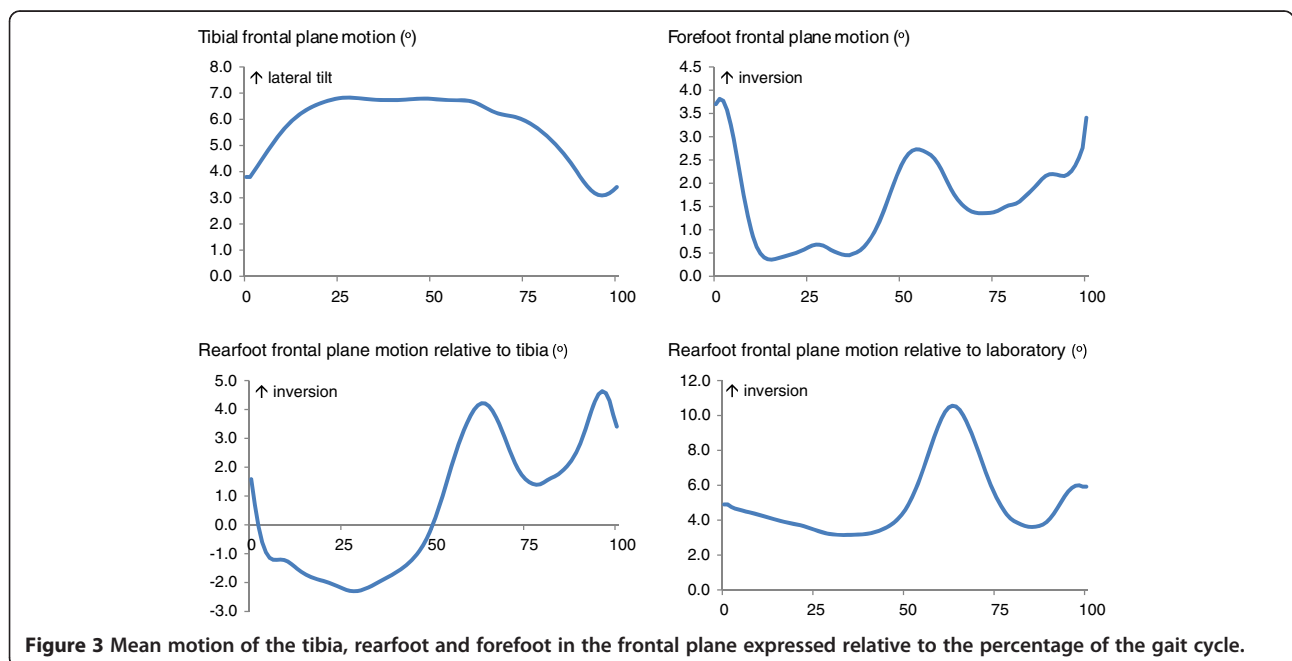 Tibial frontal plane motion (º)
8.0
↑ lateral tilt
7.0
6.0
5.0
4.0
3.0
2.0
1.0
0.0
0 25 50 75 100
Forefoot frontal plane motion (º)
4.5
↑ inversion
4.0
3.5
3.0
2.5
2.0
1.5
1.0
0.5
0.0
0 25 50 75 100
Rearfoot frontal plane motion relative to tibia (º)
5.0
↑ inversion
4.0
3.0
2.0
1.0
0.0
0 25 50 75 100
-1.0
-2.0
-3.0
Rearfoot frontal plane motion relative to laboratory (º)
12.0
↑ inversion
10.0
8.0
6.0
4.0
2.0
0.0
0 25 50 75 100
Figure 3 Mean motion of the tibia, rearfoot and forefoot in the frontal plane expressed relative to the percentage of the gait cycle.